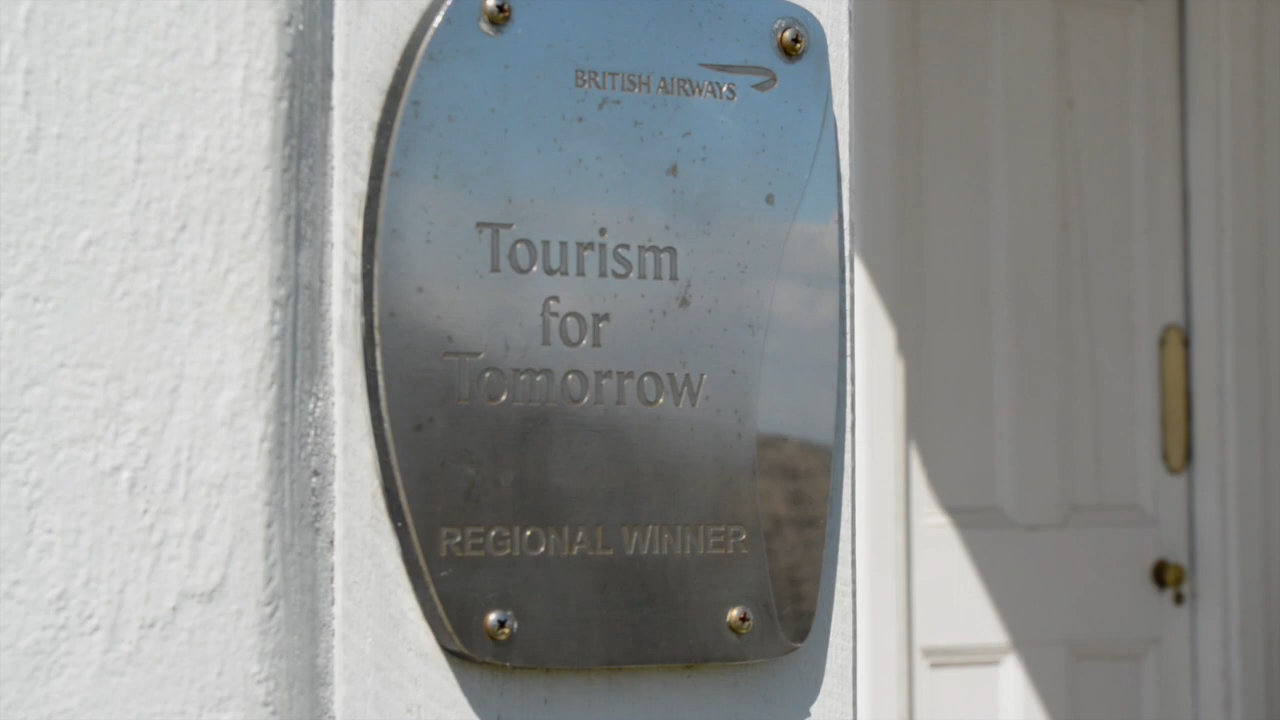 BRITISH AIRWAYS
Tourism
for
Tomorrow
REGIONAL WINNER